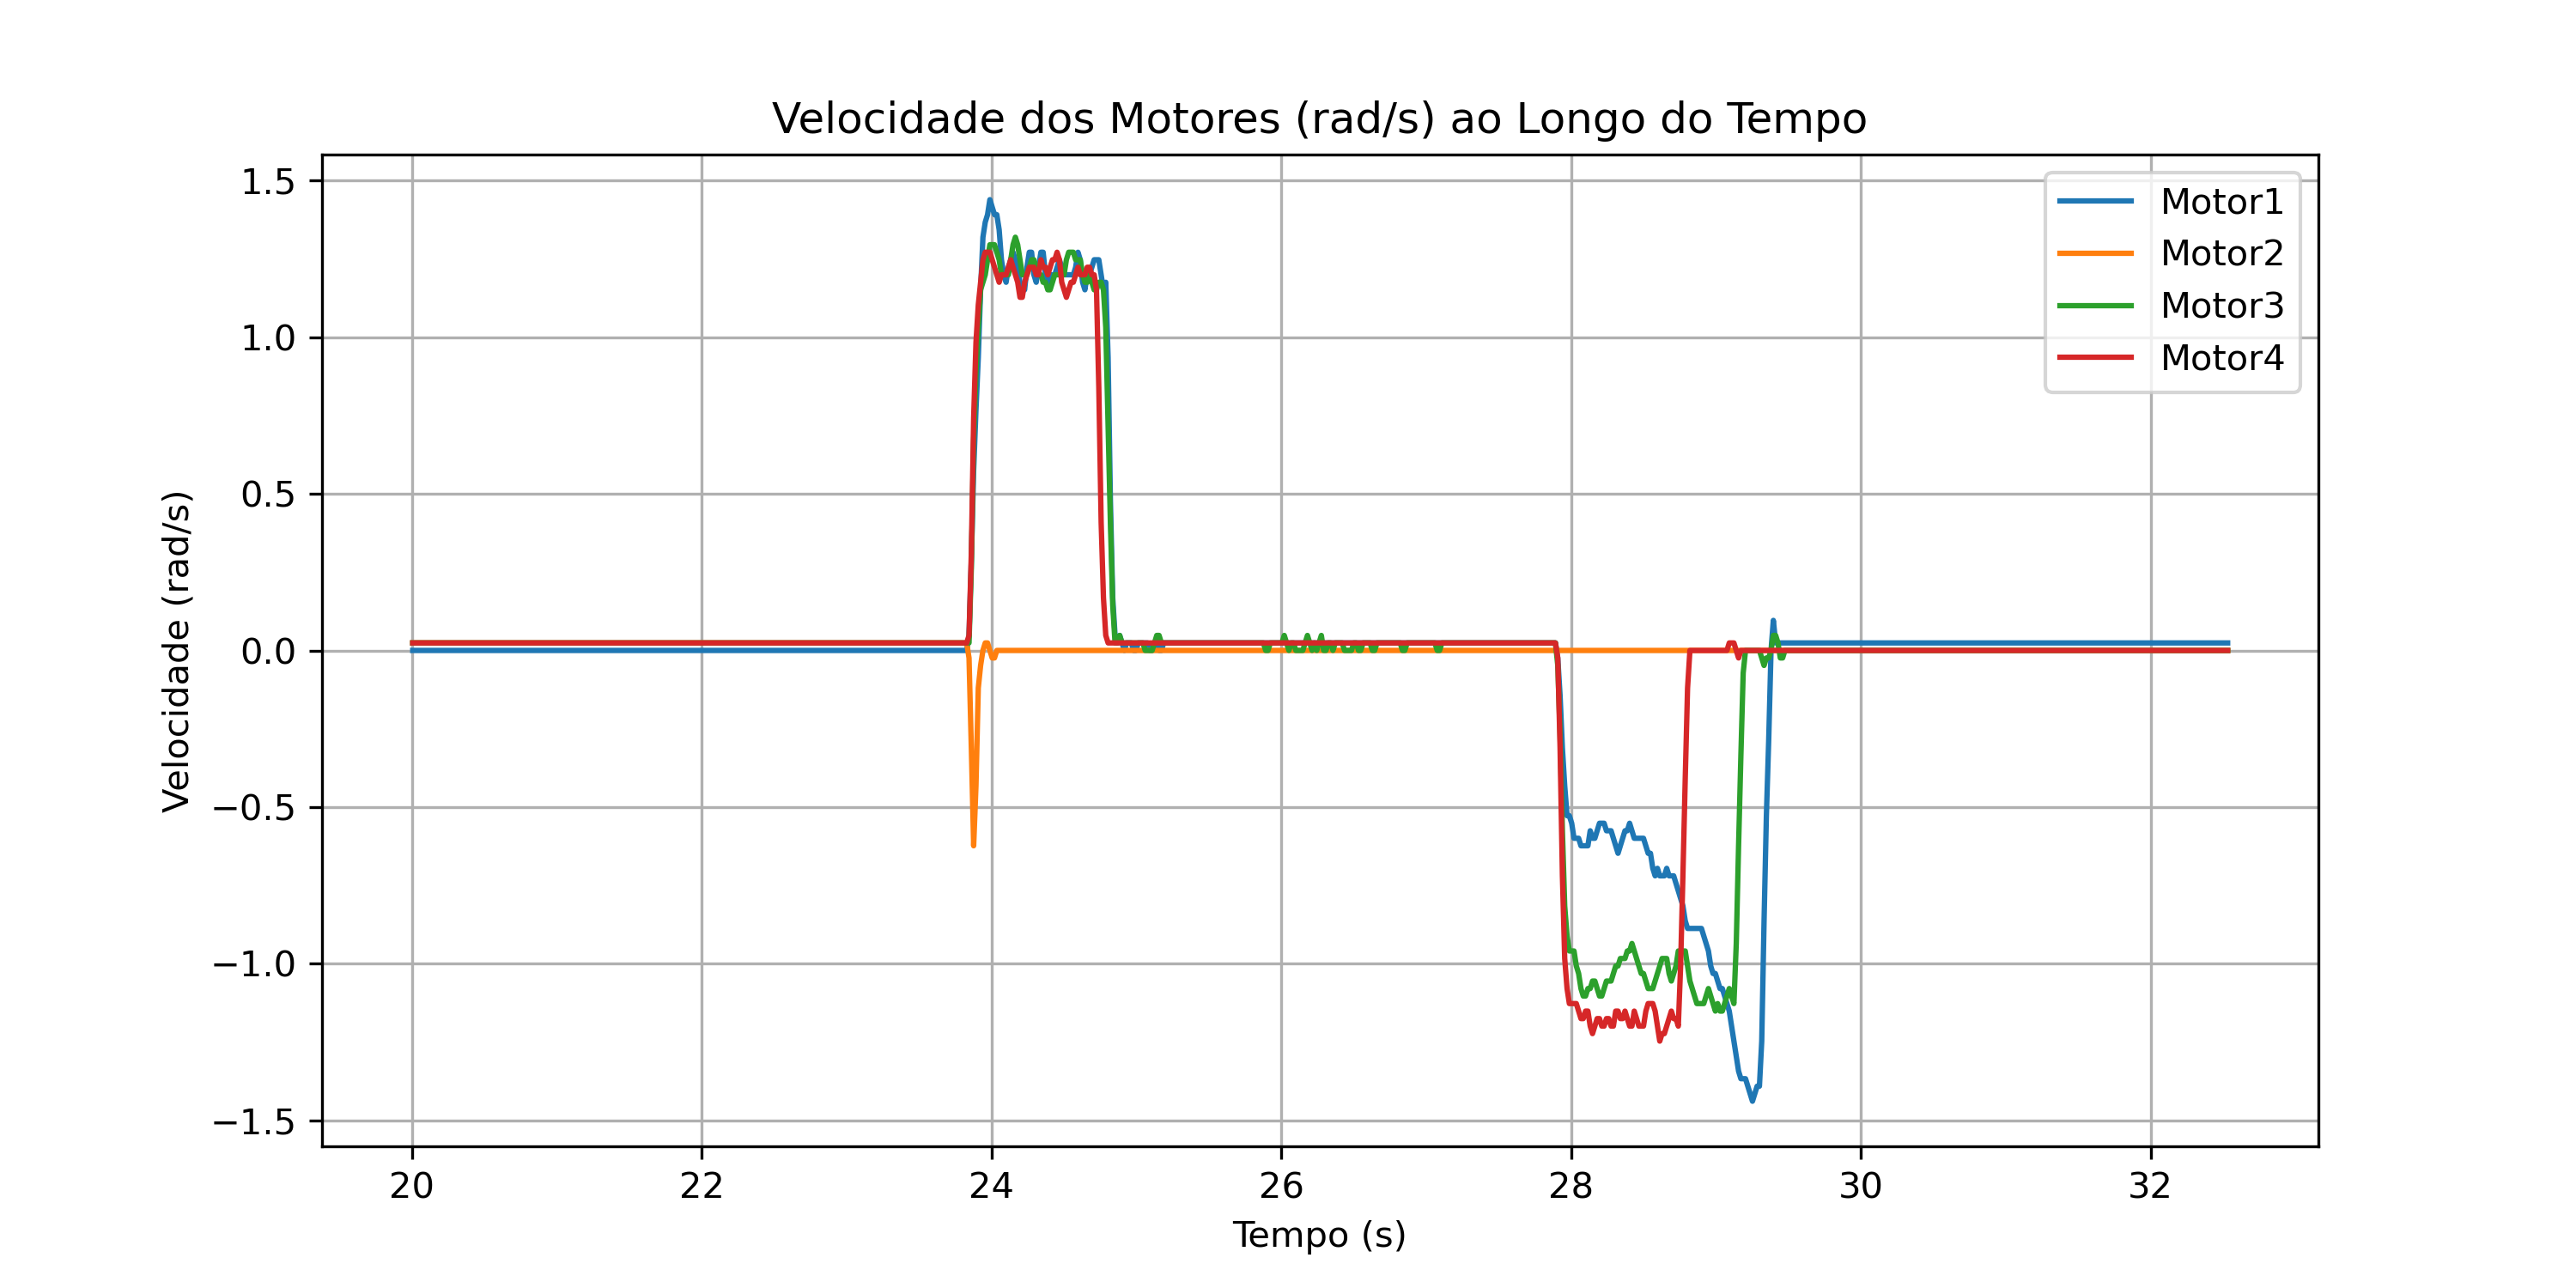 Velocidade dos Motores (rad/s) ao Longo do Tempo
1.5
1.0
0.5
0.0
−0.5
−1.0
−1.5
Velocidade (rad/s)
Motor1
Motor2
Motor3
Motor4
20 22 24 26 28 30 32
Tempo (s)